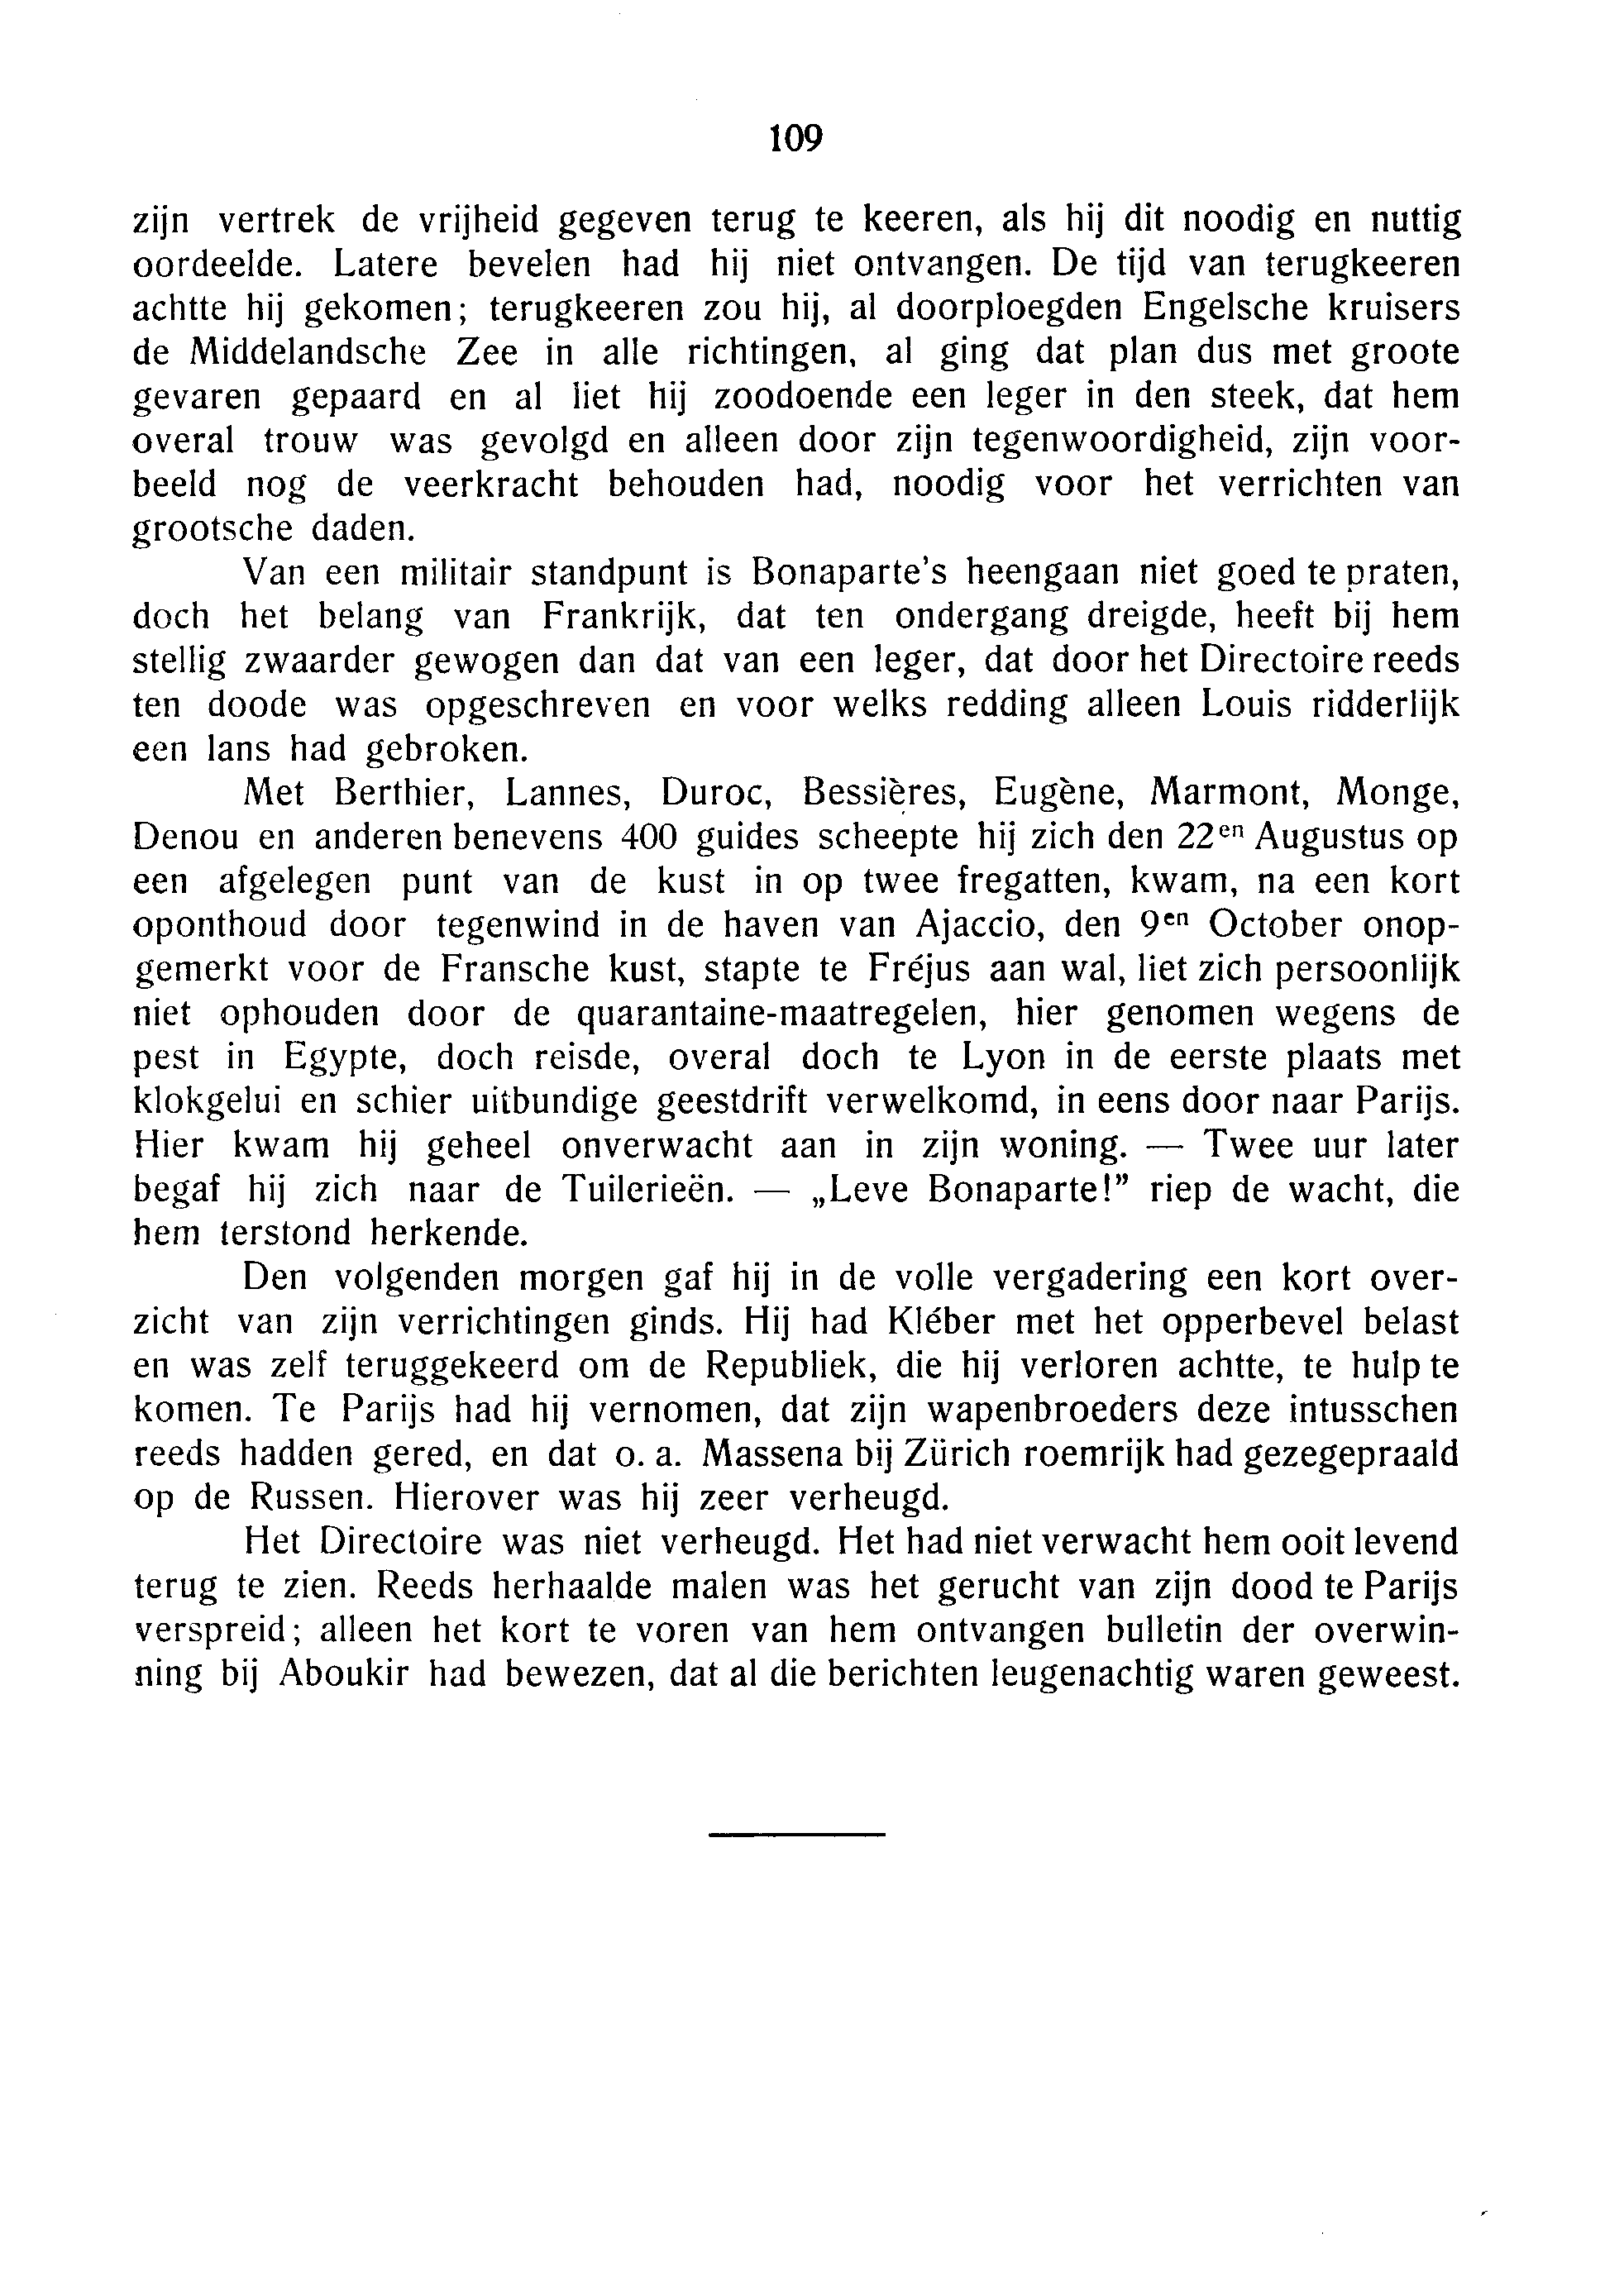 109
zijn vertrek de vrijheid gegeven terug te keeren, als hij dit noodig en nuttig
oordeelde. Latere bevelen had hij niet ontvangen. De tijd van terugkeeren
achtte hij gekomen; terugkeeren zou hij, al doorploegden Engelsche kruisers
de Middelandsche Zee in alle richtingen, al ging dat plan dus met groote
gevaren gepaard en al liet hij zoodoende een leger in den steek, dat hem
overal trouw was gevolgd en alleen door zijn tegenwoordigheid, zijn voor-
beeld nog de veerkracht behouden had, noodig voor het verrichten van
grootsche daden.
Van een militair standpunt is Bonaparte's heengaan niet goed te praten,
doch het belang van Frankrijk, dat ten ondergang dreigde, heeft bij hem
stellig zwaarder gewogen dan dat van een leger, dat door het Directoire reeds
ten doode was opgeschreven en voor welks redding alleen Louis ridderlijk
een lans had gebroken.
Met Berthier, Lannes, Duroc, Bessières, Eugène, Marmont, Monge,
Denou en anderen benevens 400 guides scheepte hij zich den 22en Augustus op
een afgelegen punt van de kust in op twee fregatten, kwam, na een kort
oponthoud door tegenwind in de haven van Ajaccio, den 9en October onop-
gemerkt voor de Fransche kust, stapte te Fréjus aan wal, liet zich persoonlijk
niet ophouden door de quarantaine-maatregelen, hier genomen wegens de
pest in Egypte, doch reisde, overal doch te Lyon in de eerste plaats met
klokgelui en schier uitbundige geestdrift verwelkomd, in eens door naar Parijs.
Hier kwam hij geheel onverwacht aan in zijn woning. — Twee uur later
begaf hij zich naar de Tuilerieën. — „Leve Bonaparte!” riep de wacht, die
hem terstond herkende.
Den volgenden morgen gaf hij in de volle vergadering een kort over-
zicht van zijn verrichtingen ginds. Hij had Kléber met het opperbevel belast
en was zelf teruggekeerd om de Republiek, die hij verloren achtte, te hulp te
komen. Te Parijs had hij vernomen, dat zijn wapenbroeders deze intusschen
reeds hadden gered, en dat o. a. Massena bij Zürich roemrijk had gezegepraald
op de Russen. Hierover was hij zeer verheugd.
Het Directoire was niet verheugd. Het had niet verwacht hem ooit levend
terug te zien. Reeds herhaalde malen was het gerucht van zijn dood te Parijs
verspreid; alleen het kort te voren van hem ontvangen bulletin der overwin-
ning bij Aboukir had bewezen, dat al die berichten leugenachtig waren geweest.